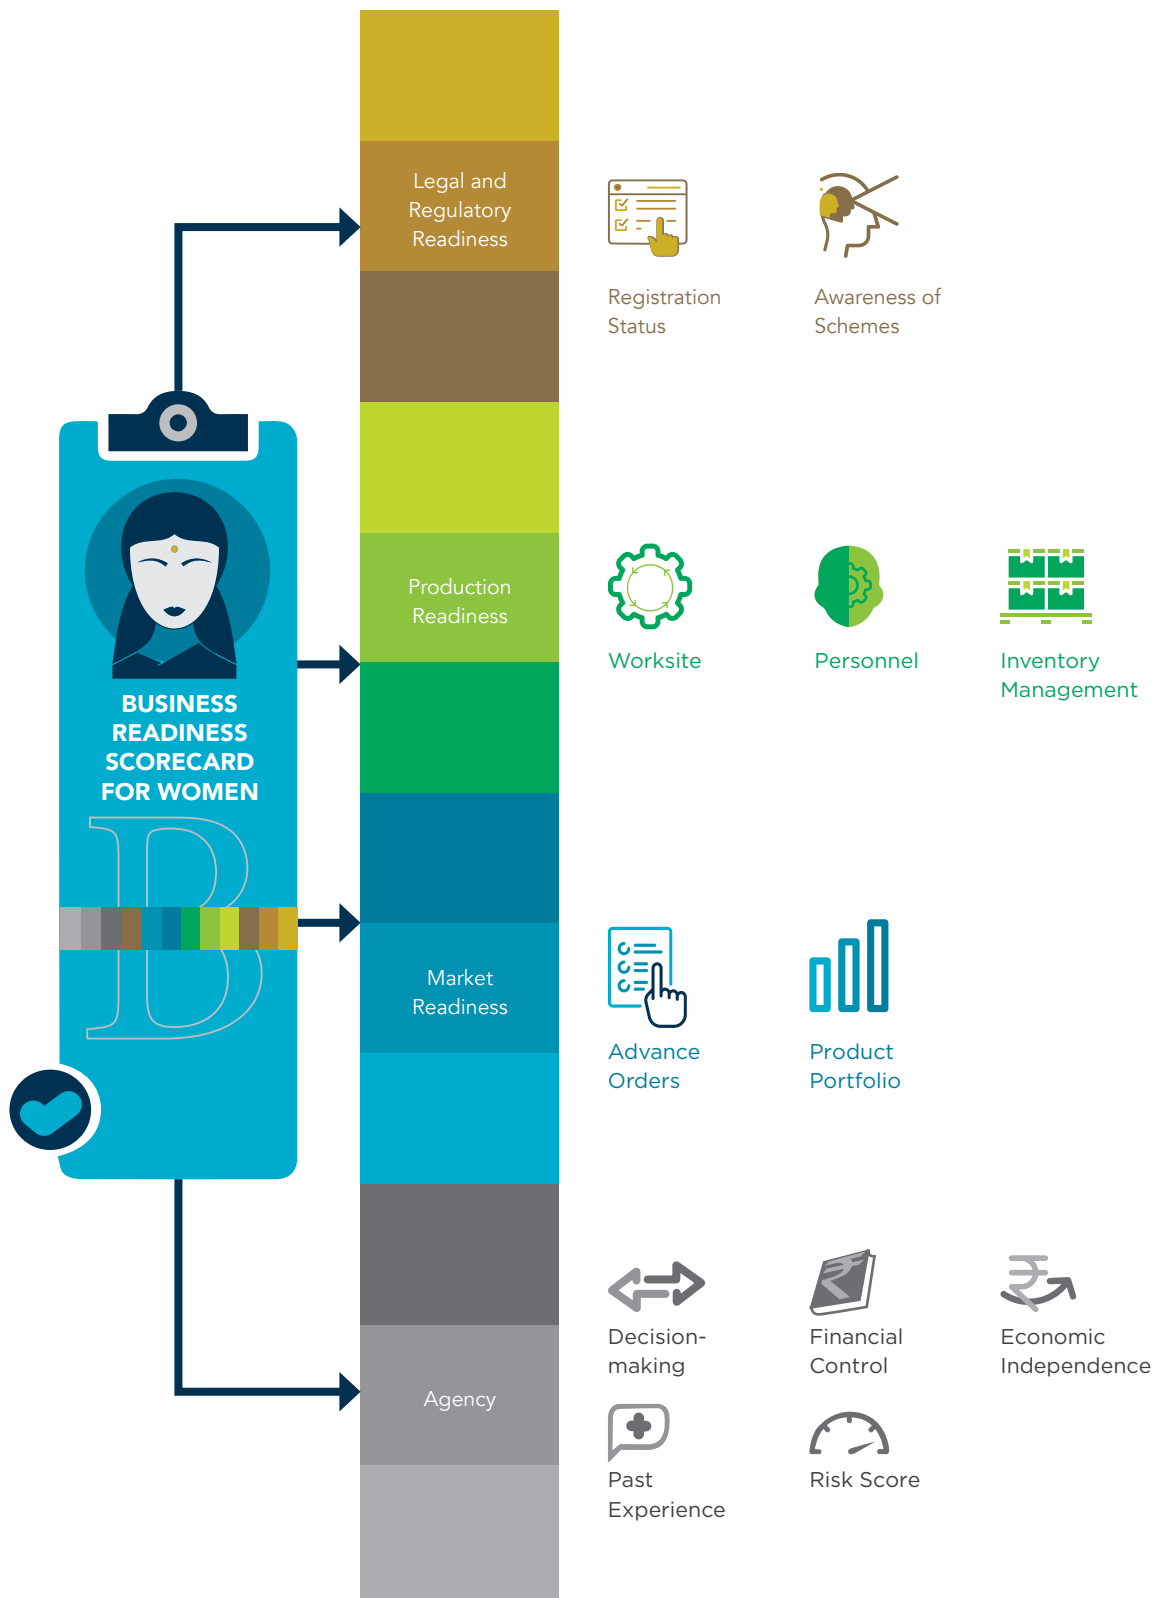 BUSINESS
READINESS
SCORECARD
FOR WOMEN
B
Legal and
Regulatory
Readiness
Registration
Status
Awareness of
Schemes
Production
Readiness
Worksite
Personnel
Inventory
Management
Market
Readiness
Advance
Orders
Product
Portfolio
Agency
Decision-
making
Financial
Control
Economic
Independence
Past
Experience
Risk Score